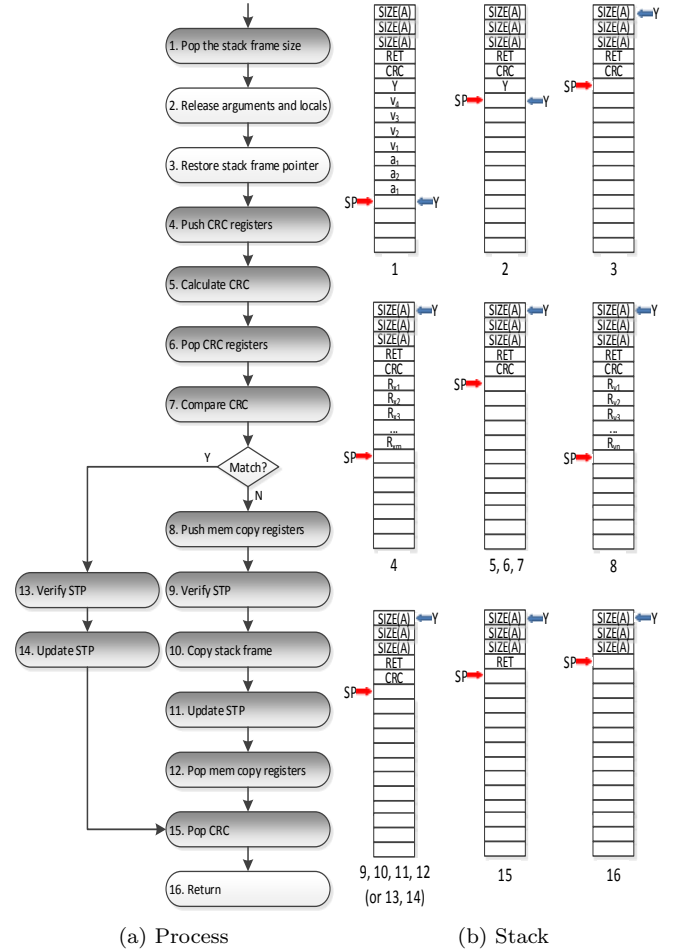 1. Pop the stack frame size
2. Release arguments and locals
3. Restore stack frame pointer
4. Push CRC registers
5. Calculate CRC
6. Pop CRC registers
7. Compare CRC
Match?
Y
N
8. Push mem copy registers
13. Verify STP
9. Verify STP
14. Update STP
10. Copy stack frame
11. Update STP
12. Pop mem copy registers
15. Pop CRC
16. Return
(a) Process
SIZE(A)
SIZE(A)
SIZE(A)
RET
CRC
Y
v4
v3
v2
v1
a1
a2
a1
SP
Y
1
SIZE(A)
SIZE(A)
SIZE(A)
RET
CRC
Y
SP
Y
2
SIZE(A)
Y
SIZE(A)
SIZE(A)
RET
CRC
SP
3
SIZE(A)
Y
SIZE(A)
SIZE(A)
RET
CRC
Rx1
Rx2
Rx3
...
Rxm
SP
4
SIZE(A)
Y
SIZE(A)
SIZE(A)
RET
CRC
SP
5, 6, 7
SIZE(A)
Y
SIZE(A)
SIZE(A)
RET
CRC
Ry1
Ry2
Ry3
...
Ryn
SP
8
SIZE(A)
Y
SIZE(A)
SIZE(A)
RET
CRC
SP
9, 10, 11, 12
(or 13, 14)
SIZE(A)
Y
SIZE(A)
SIZE(A)
RET
SP
15
SIZE(A)
Y
SIZE(A)
SIZE(A)
SP
16
(b) Stack